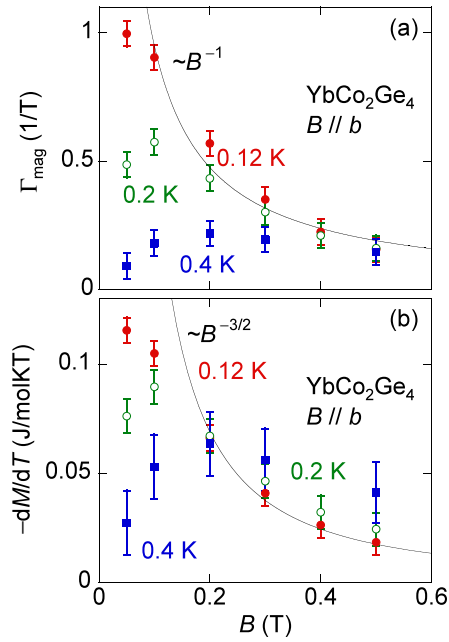 1
(a)
~B⁻¹
YbCo₂Ge₄
B // b
0.12 K
0.5
0.2 K
0.4 K
0
Γmag (1/T)
(b)
~B⁻³/²
0.12 K
YbCo₂Ge₄
B // b
0.1
0.05
0.2 K
0.4 K
0
−dM/dT (J/molKT)
0 0.2 0.4 0.6
B (T)